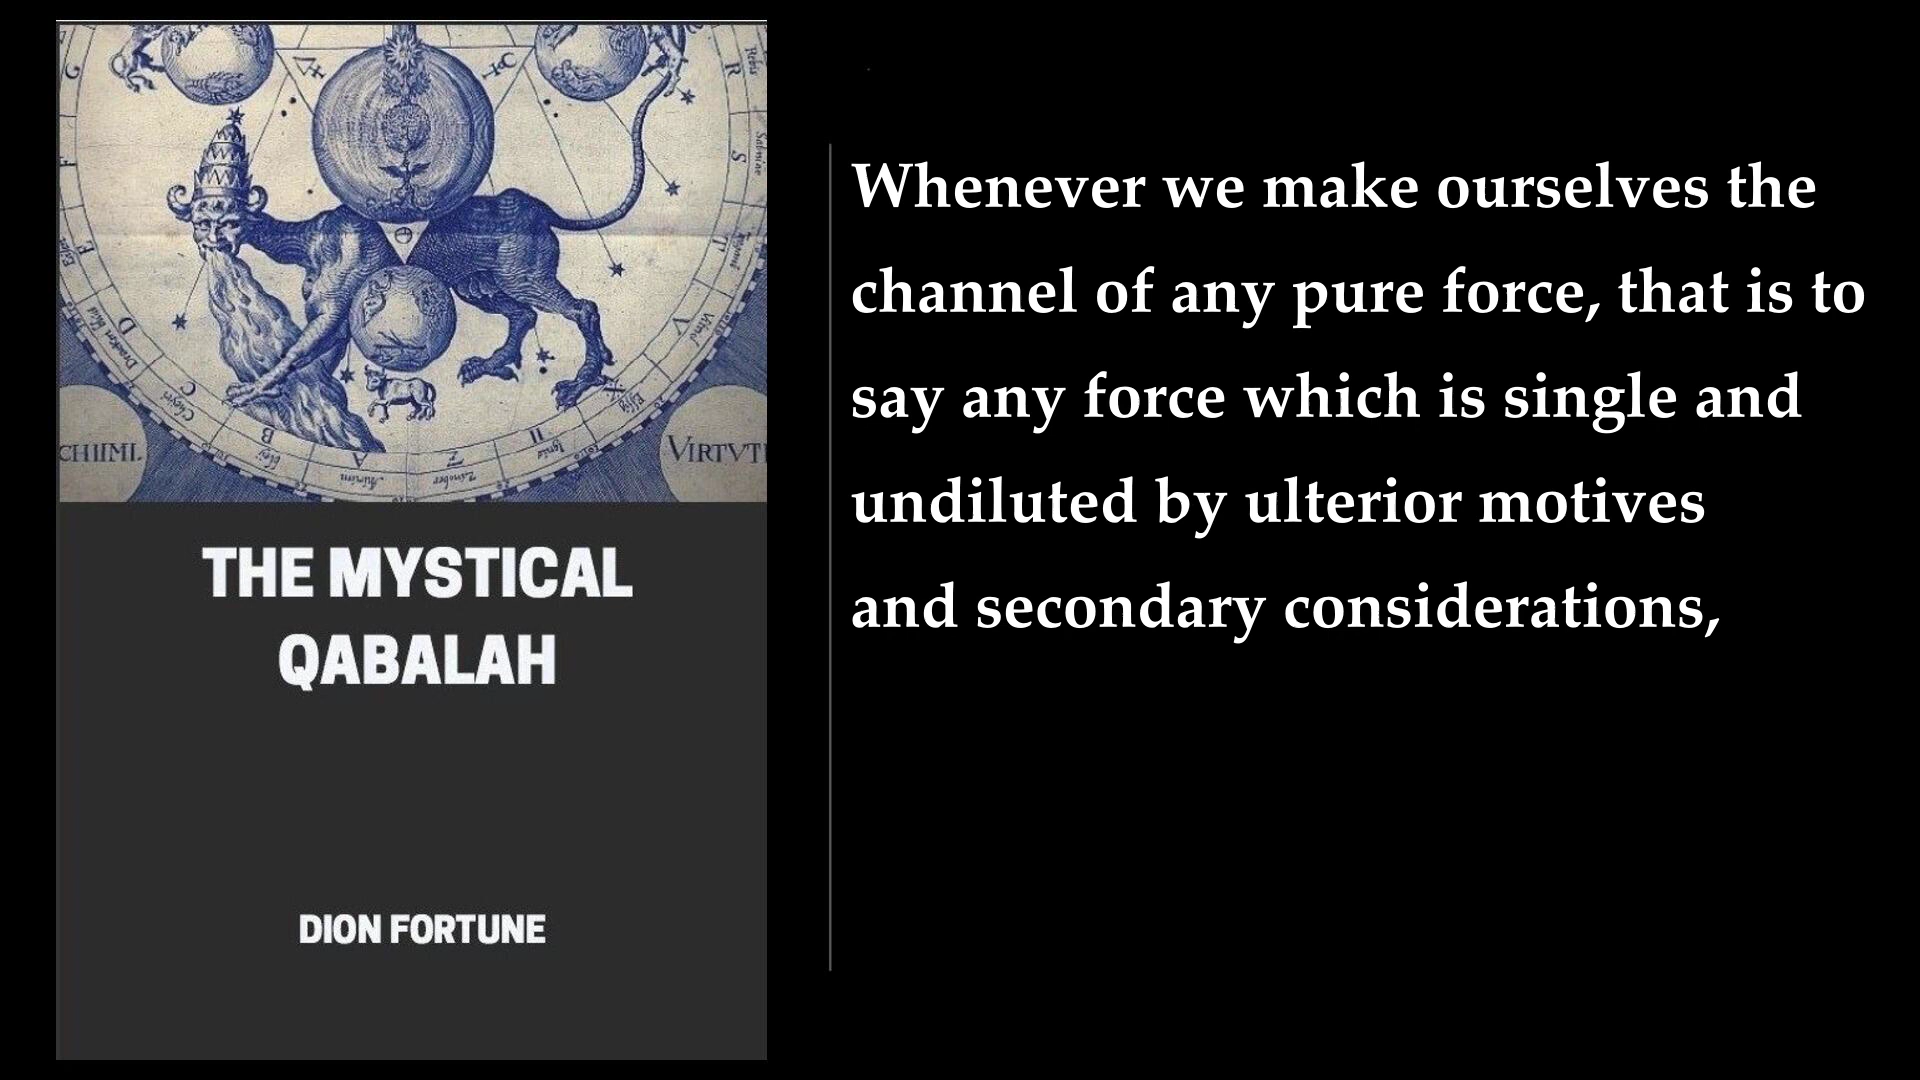 THE MYSTICAL
QABALAH
DION FORTUNE
CHIIMI.
VIRTVTI
Whenever we make ourselves the
channel of any pure force, that is to
say any force which is single and
undiluted by ulterior motives
and secondary considerations,